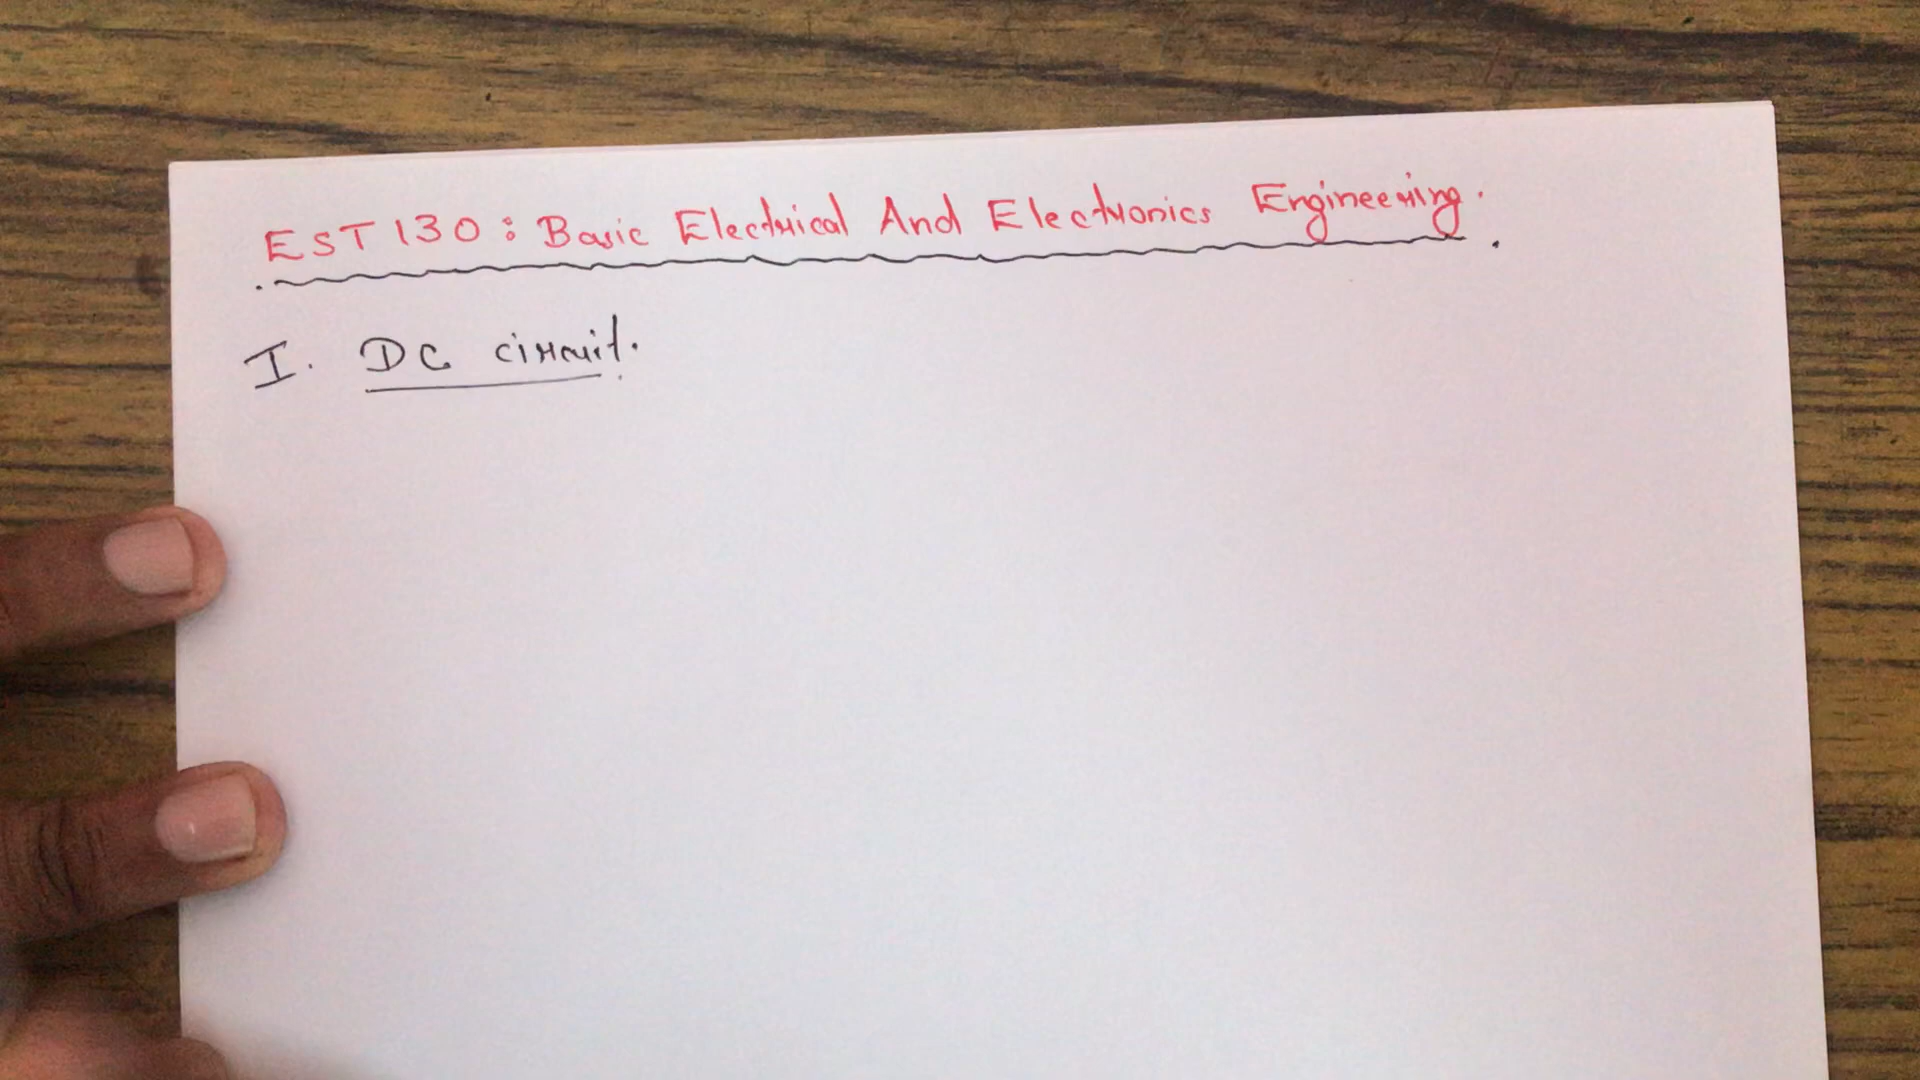 EST 130: Basic Electrical And Electronics Engineering.
I. DC circuit.